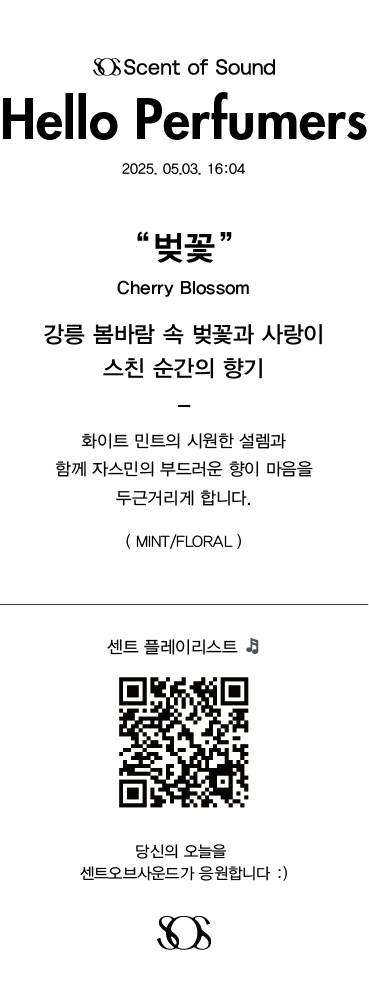 SOS Scent of Sound
Hello Perfumers
2025. 05.03. 16:04
“벚꽃”
Cherry Blossom
강릉 봄바람 속 벚꽃과 사랑이
스친 순간의 향기
–
화이트 민트의 시원한 설렘과
함께 자스민의 부드러운 향이 마음을
두근거리게 합니다.
( MINT/FLORAL )
센트 플레이리스트 🎵
당신의 오늘을
센트오브사운드가 응원합니다 :)
SOS